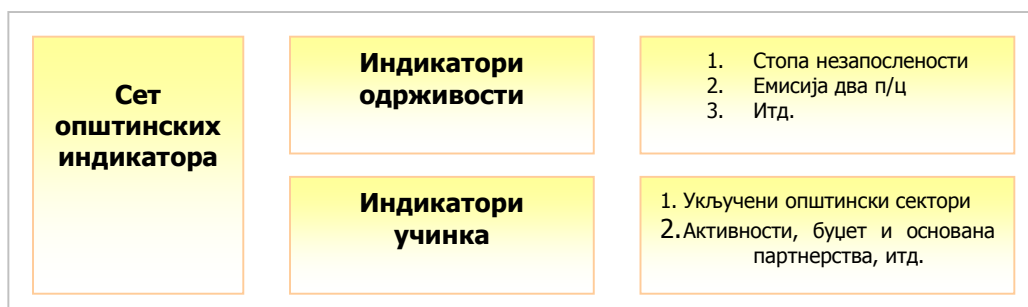 Сет
општинских
индикатора
Индикатори
одрживости
1. Стопа незапослености
2. Емисија два п/ц
3. Итд.
Индикатори
учинка
1. Укључени општински сектори
2. Активности, буџет и основана
партнерства, итд.